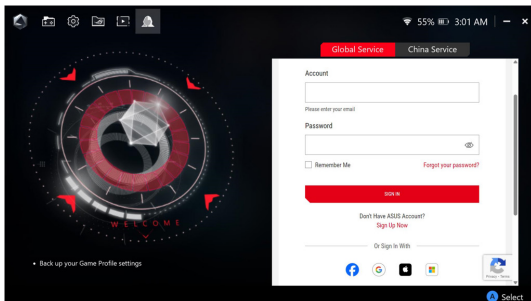 55% 3:01 AM
Global Service China Service
Account
Please enter your email
Password
Remember Me Forgot your password?
SIGN IN
Don't Have ASUS Account?
Sign Up Now
Or Sign In With
WELCOME
• Back up your Game Profile settings
Privacy - Terms
A Select